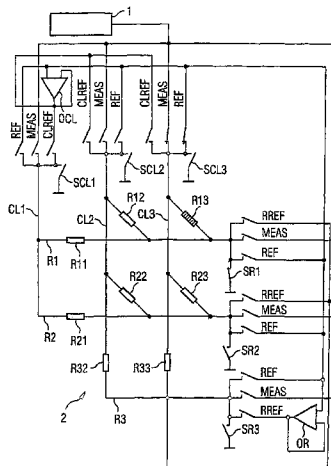 1
OCL
REF
MEAS
CLREF
SCL1
CLREF
MEAS
REF
SCL2
CLREF
MEAS
REF
SCL3
CL1
CL2
CL3
R12
R13
R1
R11
RREF
MEAS
REF
SR1
R22
R23
RREF
MEAS
REF
R2
R21
SR2
R32
R33
REF
MEAS
RREF
R3
SR3
OR
2